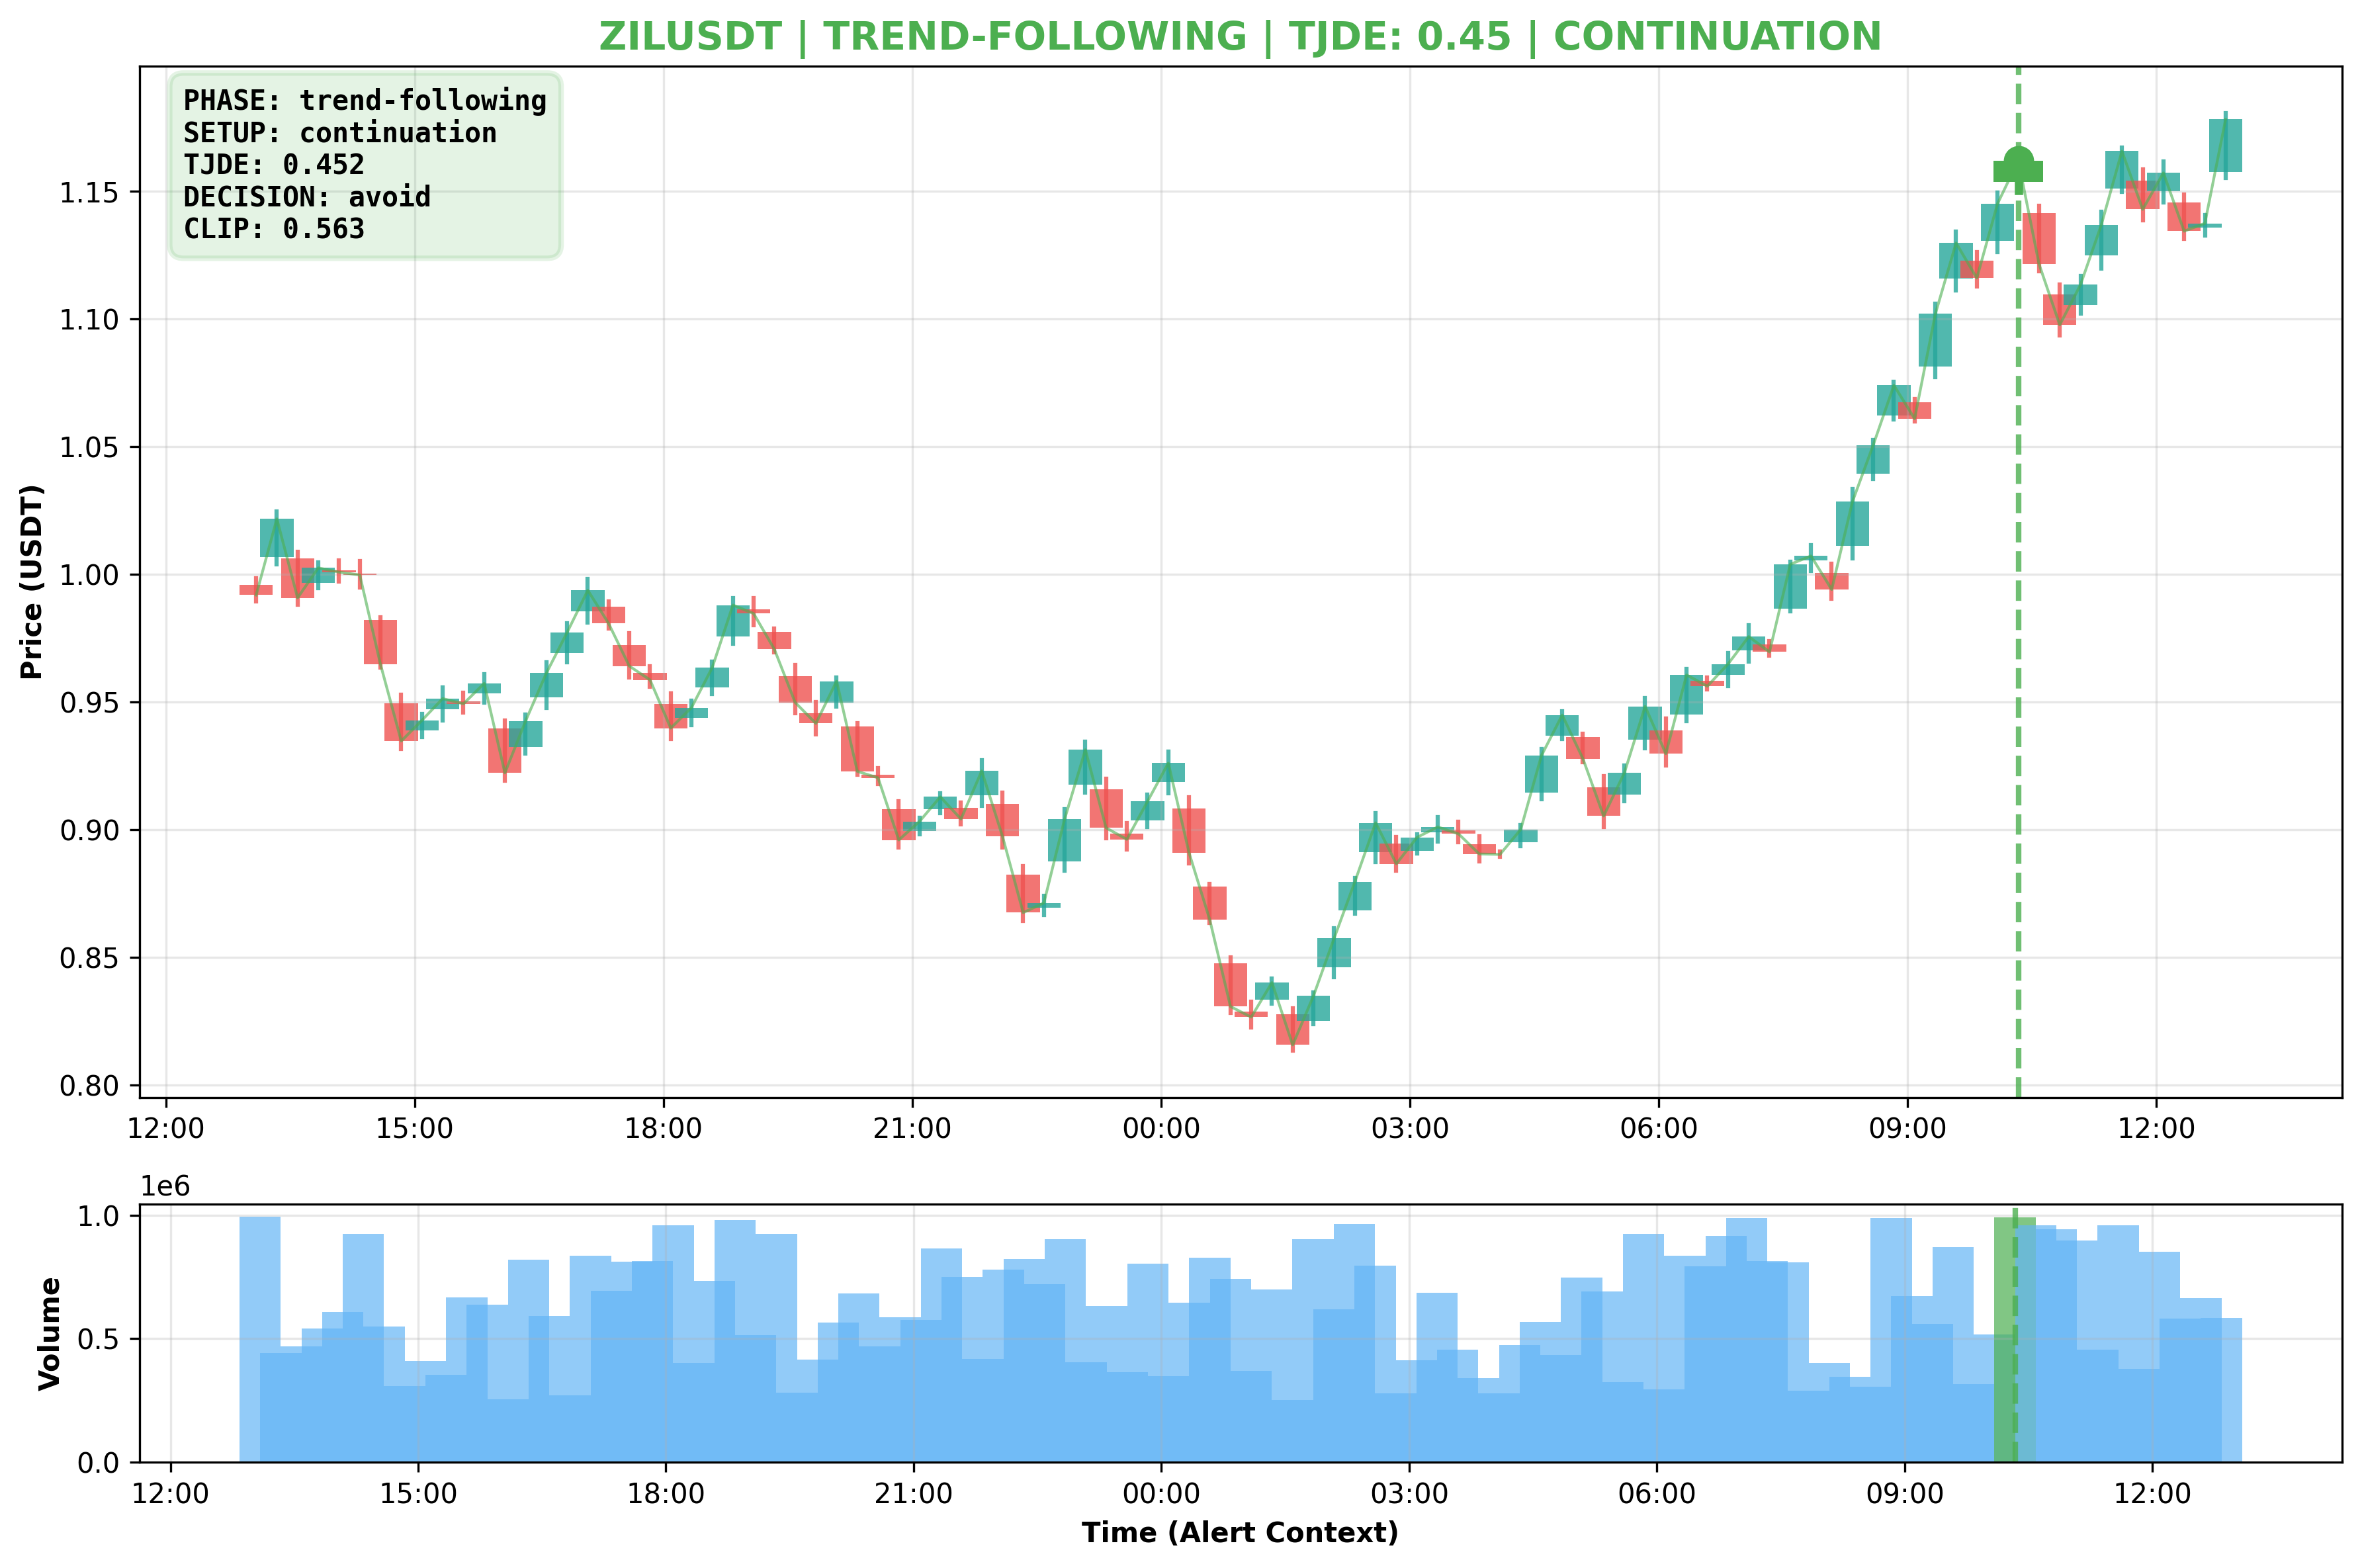 ZILUSDT | TREND-FOLLOWING | TJDE: 0.45 | CONTINUATION
PHASE: trend-following
SETUP: continuation
TJDE: 0.452
DECISION: avoid
CLIP: 0.563
Price (USDT)
1.15
1.10
1.05
1.00
0.95
0.90
0.85
0.80
12:00 15:00 18:00 21:00 00:00 03:00 06:00 09:00 12:00
1e6
Volume
1.0
0.5
0.0
12:00 15:00 18:00 21:00 00:00 03:00 06:00 09:00 12:00
Time (Alert Context)